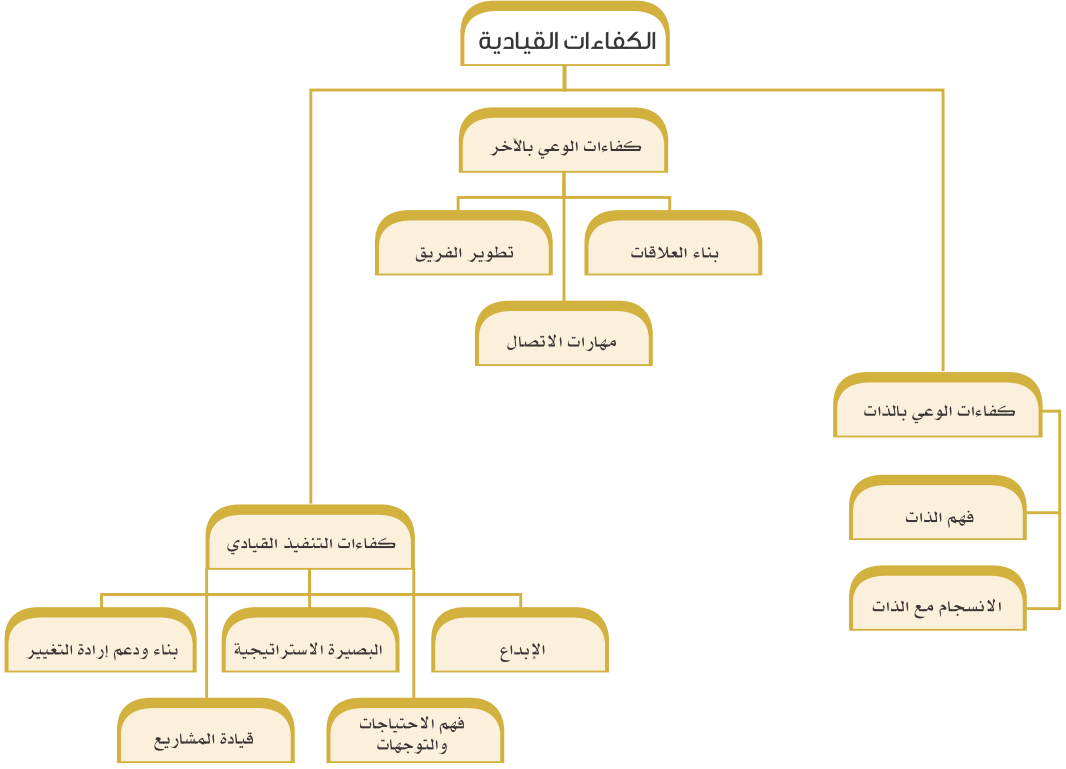 الكفاءات القيادية
كفاءات الوعي بالآخر
بناء العلاقات
تطوير الفريق
مهارات الاتصال
كفاءات الوعي بالذات
فهم الذات
الانسجام مع الذات
كفاءات التنفيذ القيادي
الإبداع
البصيرة الاستراتيجية
بناء ودعم إرادة التغيير
فهم الاحتياجات
والتوجهات
قيادة المشاريع